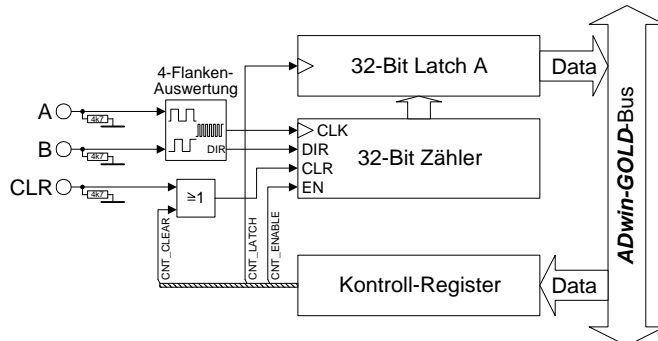 4-Flanken-
Auswertung
A
4k7
B
4k7
CLR
4k7
DIR
≥1
CNT_CLEAR
CNT_LATCH
CNT_ENABLE
32-Bit Latch A
Data
CLK
DIR
CLR
EN
32-Bit Zähler
Kontroll-Register
Data
ADwin-GOLD-Bus